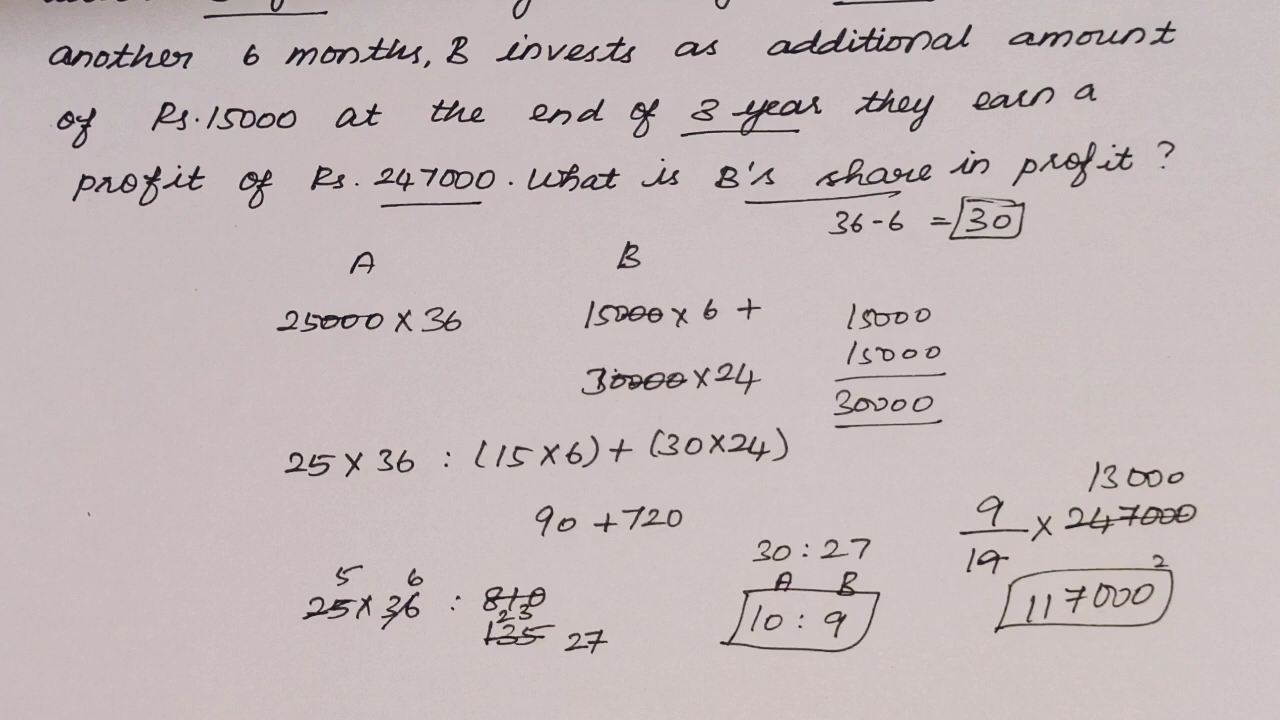 another 6 months, B invests as additional amount
of Rs. 15000 at the end of 3 year they earn a
profit of Rs. 247000. What is B's share in profit ?
36-6 = 30
A B
25000 x 36 15000 x 6 + 15000
30000 x 24 15000
30000
25 x 36 : (15 x 6) + (30 x 24)
90 + 720
13000
9/19 x 247000
30 : 27
A B
10 : 9
117000
2
5 6
25 x 36 : 810
23
135 27